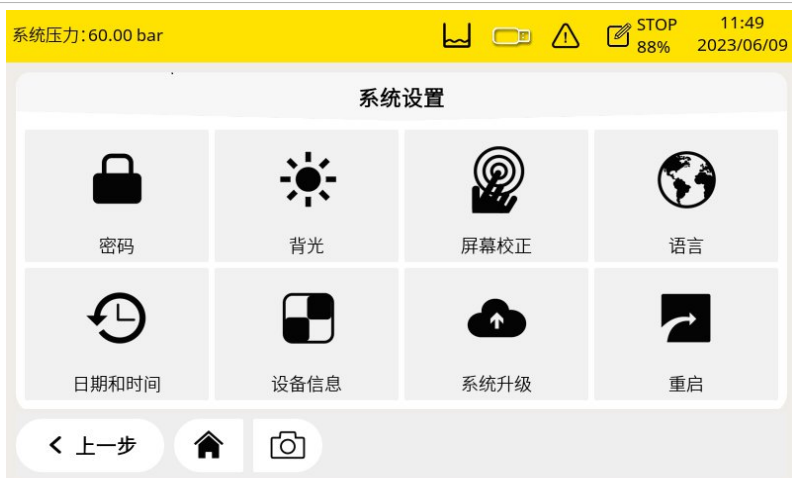 系统压力:60.00 bar
STOP
88%
11:49
2023/06/09
系统设置
密码
背光
屏幕校正
语言
日期和时间
设备信息
系统升级
重启
上一步